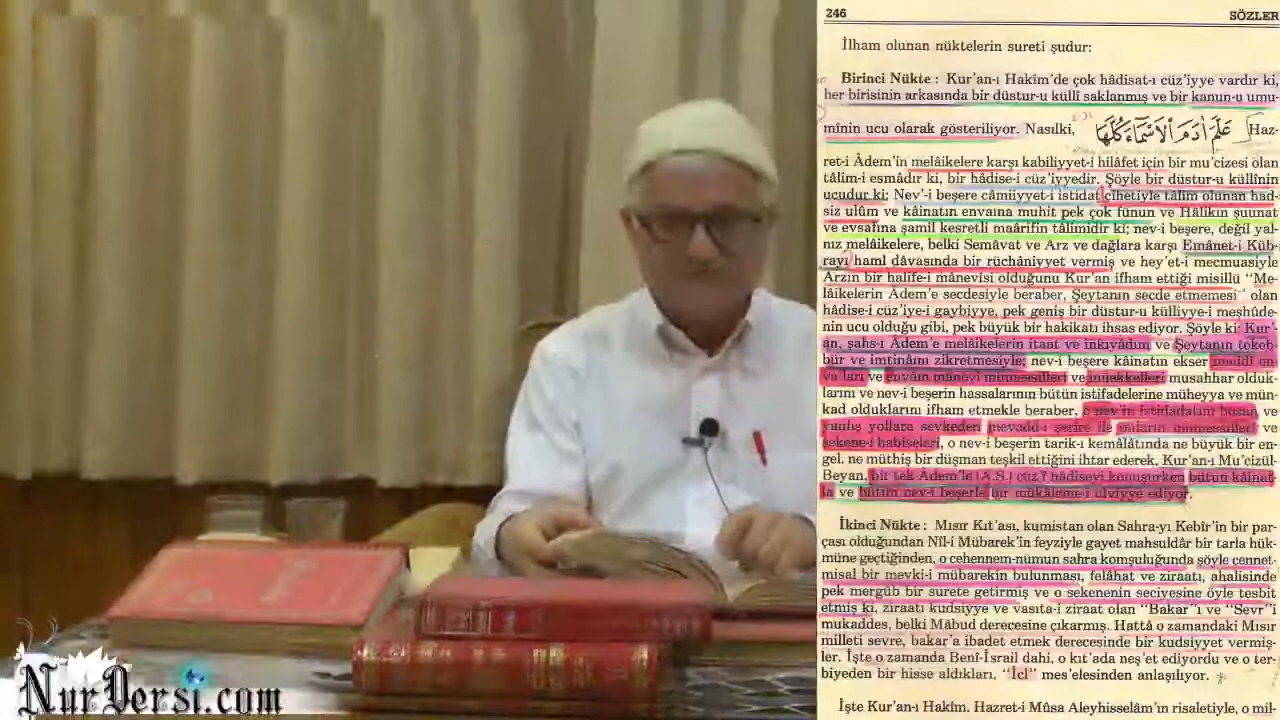 246 SÖZLER
İlham olunan nüktelerin sureti şudur:
Birinci Nükte : Kur'an-ı Hakîm'de çok hâdisat-ı cüz'iyye vardır ki,
her birisinin arkasında bir düstur-u küllî saklanmış ve bir kanun-u umu-
mînin ucu olarak gösteriliyor. Nasılki, عَلَّمَ اٰدَمَ الْاَسْمَاءَ كُلَّهَا Haz-
ret-i Âdem'in melâikelere karşı kabiliyyet-i hilâfet için bir mu'cizesi olan
tâlim-i esmâdır ki, bir hâdise-i cüz'iyyedir. Şöyle bir düstur-u küllînin
ucudur ki: Nev'-i beşere câmiiyyet-i istidat cihetiyle tâlim olunan had-
siz ulûm ve kâinatın envaına muhit pek çok fünun ve Hâlikın şuunat
ve evsafına şamil kesretli maârifin tâlimidir ki; nev-i beşere, değil yal-
nız melâikelere, belki Semâvat ve Arz ve dağlara karşı Emânet-i Küb-
rayı haml dâvasında bir rüchâniyyet vermiş ve hey'et-i mecmuasiyle
Arzın bir halife-i mânevîsi olduğunu Kur'an ifham ettiği misillü "Me-
lâikelerin Âdem'e secdesiyle beraber, Şeytanın secde etmemesi" olan
hâdise-i cüz'iye-i gaybiyye, pek geniş bir düstur-u külliyye-i meşhûde-
nin ucu olduğu gibi, pek büyük bir hakikatı ihsas ediyor. Şöyle ki: Kur'-
an, şahs-ı Âdem'e melâikelerin itaat ve inkıyâdını ve Şeytanın tekeb-
bür ve imtinâını zikretmesiyle; nev-i beşere kâinatın ekser maddî en-
va'ları ve envâın mânevî mümessilleri ve müekkelleri musahhar olduk-
larını ve nev-i beşerin hassalarının bütün istifadelerine müheyya ve mün-
kad olduklarını ifham etmekle beraber, o nev'in istidadatını bozan ve
yanlış yollara sevkeden mevadd-ı şerire ile onların mümessilleri ve
sekene-i habiseleri, o nev-i beşerin tarik-ı kemâlâtında ne büyük bir en-
gel, ne müthiş bir düşman teşkil ettiğini ihtar ederek, Kur'an-ı Mu'cizül-
Beyan, bir tek Âdem'le (A.S.) cüz'î hâdiseyi konuşurken bütün kâinat-
la ve bütün nev-i beşerle bir mükâleme-i ulviyye ediyor.
İkinci Nükte : Mısır Kıt'ası, kumistan olan Sahra-yı Kebîr'in bir par-
çası olduğundan Nîl-i Mübarek'in feyziyle gayet mahsuldâr bir tarla hük-
müne geçtiğinden, o cehennem-nümun sahra komşuluğunda şöyle cennet-
misal bir mevki-i mübarekin bulunması, felâhat ve ziraatı, ahalisinde
pek mergûb bir surete getirmiş ve o sekenenin seciyesine öyle tesbit
etmiş ki, ziraatı kudsiyye ve vasıta-i ziraat olan "Bakar"ı ve "Sevr"i
mukaddes, belki Mâbud derecesine çıkarmış. Hattâ o zamandaki Mısır
milleti sevre, bakar'a ibadet etmek derecesinde bir kudsiyyet vermiş-
ler. İşte o zamanda Benî-İsrail dahi, o kıt'ada neş'et ediyordu ve o ter-
biyeden bir hisse aldıkları, "İcl" mes'elesinden anlaşılıyor.
İşte Kur'an-ı Hakîm, Hazret-i Mûsa Aleyhisselâm'ın risaletiyle, o mil-
NurDersi.com